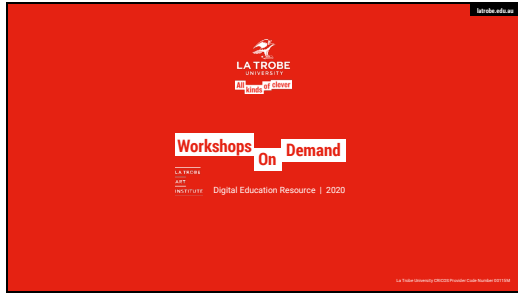 latrobe.edu.au
LA TROBE
UNIVERSITY
All kinds of clever
Workshops On Demand
LA TROBE
ART
INSTITUTE
Digital Education Resource | 2020
La Trobe University CRICOS Provider Code Number 00115M